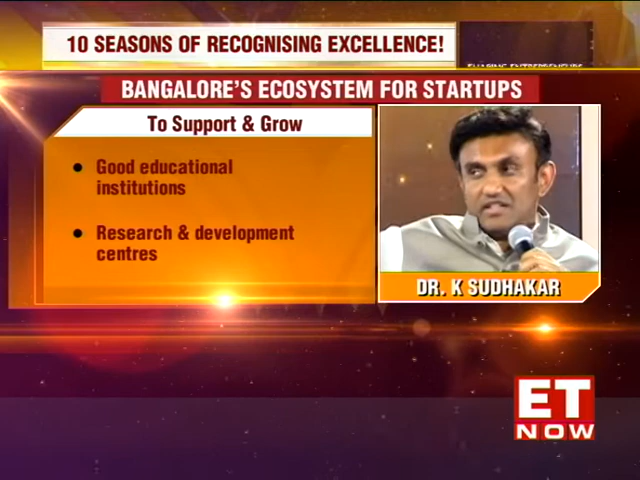 10 SEASONS OF RECOGNISING EXCELLENCE!
BANGALORE'S ECOSYSTEM FOR STARTUPS
To Support & Grow
● Good educational
institutions
● Research & development
centres
DR. K SUDHAKAR
ET
NOW